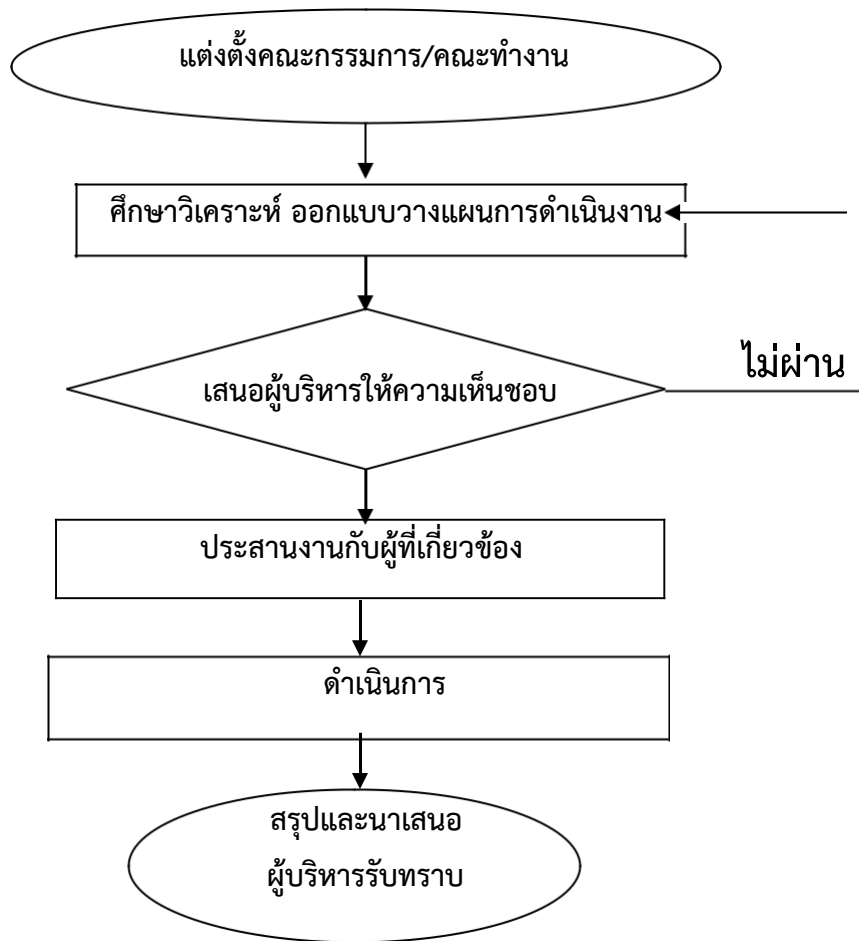 แต่งตั้งคณะกรรมการ/คณะทำงาน
ศึกษาวิเคราะห์ ออกแบบวางแผนการดำเนินงาน
ไม่ผ่าน
เสนอผู้บริหารให้ความเห็นชอบ
ประสานงานกับผู้ที่เกี่ยวข้อง
ดำเนินการ
สรุปและนาเสนอ
ผู้บริหารรับทราบ